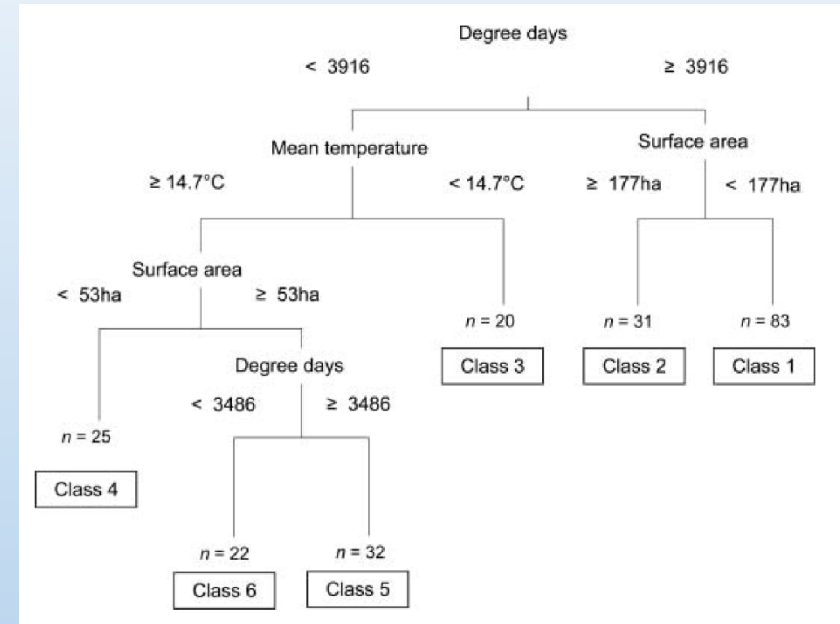 Degree days
< 3916 ≥ 3916
Mean temperature Surface area
≥ 14.7°C < 14.7°C ≥ 177ha < 177ha
Surface area
< 53ha ≥ 53ha
n = 20 n = 31 n = 83
Class 3 Class 2 Class 1
Degree days
< 3486 ≥ 3486
n = 25
Class 4
n = 22 n = 32
Class 6 Class 5